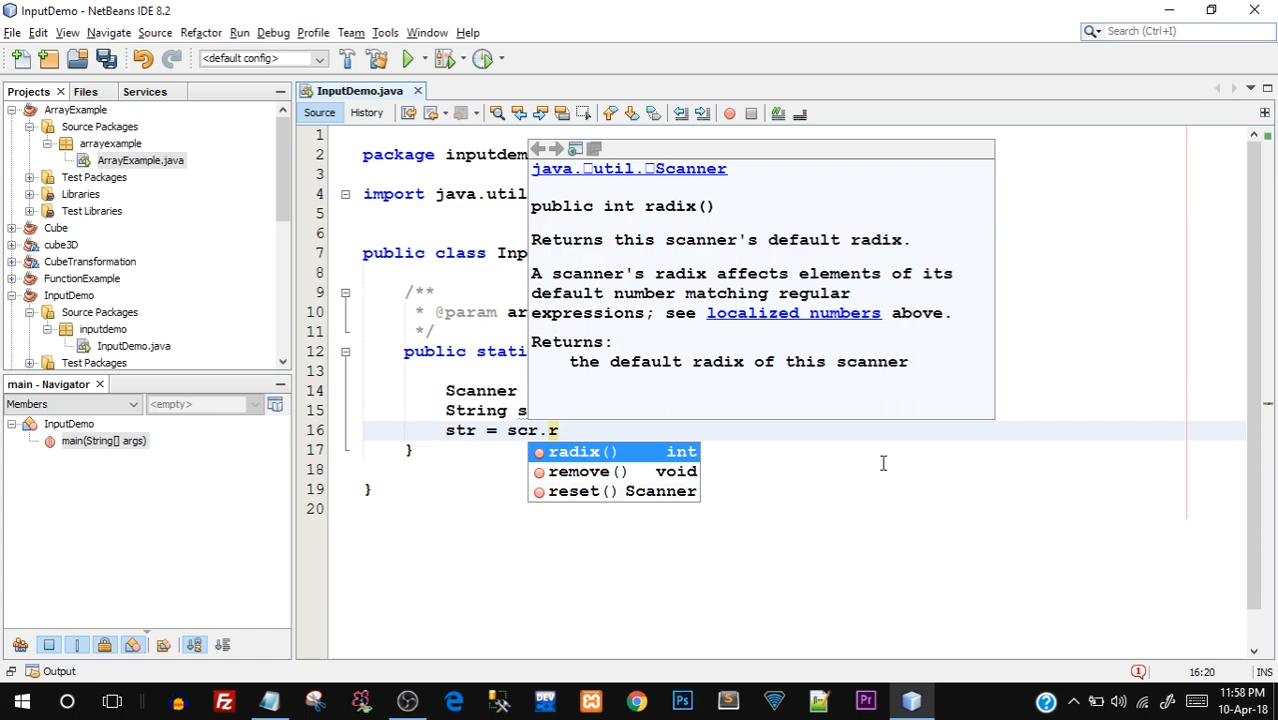 InputDemo - NetBeans IDE 8.2
File Edit View Navigate Source Refactor Run Debug Profile Team Tools Window Help
Search (Ctrl+I)
<default config>
Projects Files Services
InputDemo.java
Source History
ArrayExample
Source Packages
arrayexample
ArrayExample.java
Test Packages
Libraries
Test Libraries
Cube
cube3D
CubeTransformation
FunctionExample
InputDemo
Source Packages
inputdemo
InputDemo.java
Test Packages
main - Navigator
Members <empty>
InputDemo
main(String[] args)
1
2 package inputdem
3
4 import java.util
5
6
7 public class Inp
8
9 /**
10 * @param ar
11 */
12 public stati
13
14 Scanner
15 String s
16 str = scr.r
17 }
18
19 }
20
java.□util.□Scanner
public int radix()
Returns this scanner's default radix.
A scanner's radix affects elements of its
default number matching regular
expressions; see localized numbers above.
Returns:
the default radix of this scanner
radix() int
remove() void
reset() Scanner
Output
1 16:20 INS
11:58 PM
10-Apr-18